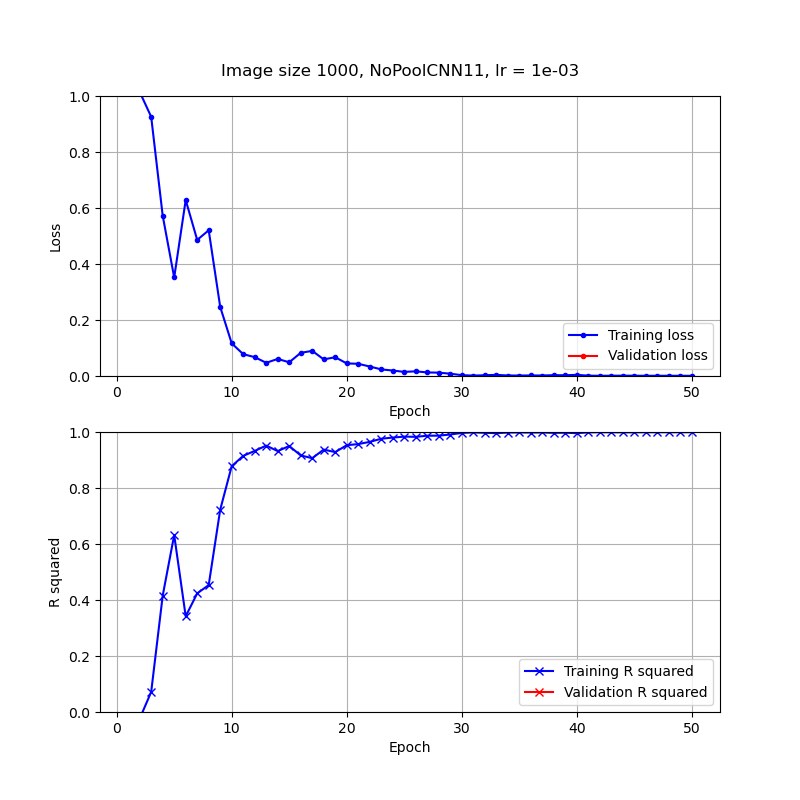 Image size 1000, NoPoolCNN11, lr = 1e-03
1.0
0.8
0.6
0.4
0.2
0.0
Loss
Training loss
Validation loss
0 10 20 30 40 50
Epoch
1.0
0.8
0.6
0.4
0.2
0.0
R squared
Training R squared
Validation R squared
0 10 20 30 40 50
Epoch